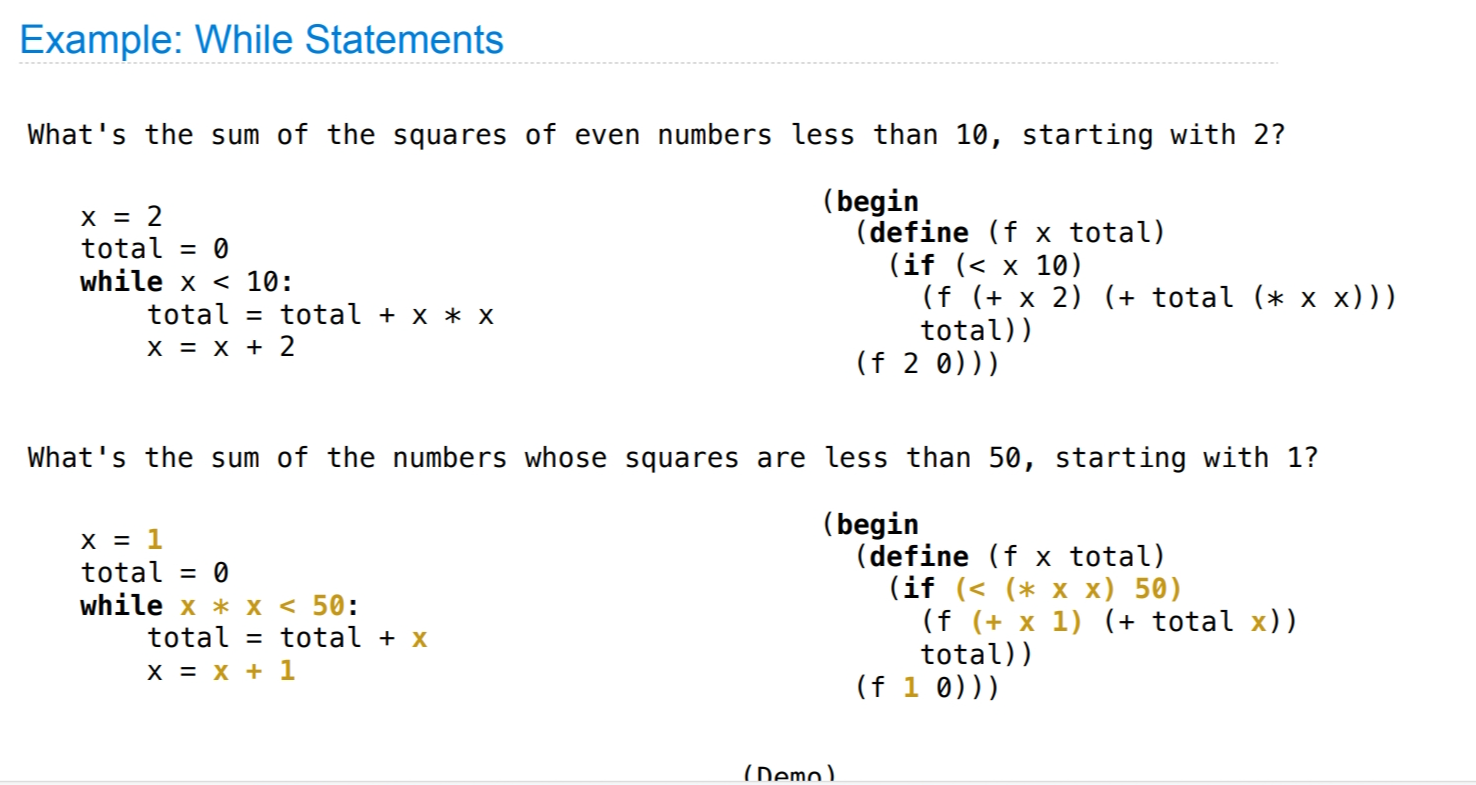 Example: While Statements
What's the sum of the squares of even numbers less than 10, starting with 2?
x = 2
total = 0
while x < 10:
    total = total + x * x
    x = x + 2
(begin
  (define (f x total)
    (if (< x 10)
      (f (+ x 2) (+ total (* x x)))
      total))
  (f 2 0)))
What's the sum of the numbers whose squares are less than 50, starting with 1?
x = 1
total = 0
while x * x < 50:
    total = total + x
    x = x + 1
(begin
  (define (f x total)
    (if (< (* x x) 50)
      (f (+ x 1) (+ total x))
      total))
  (f 1 0)))
(Demo)